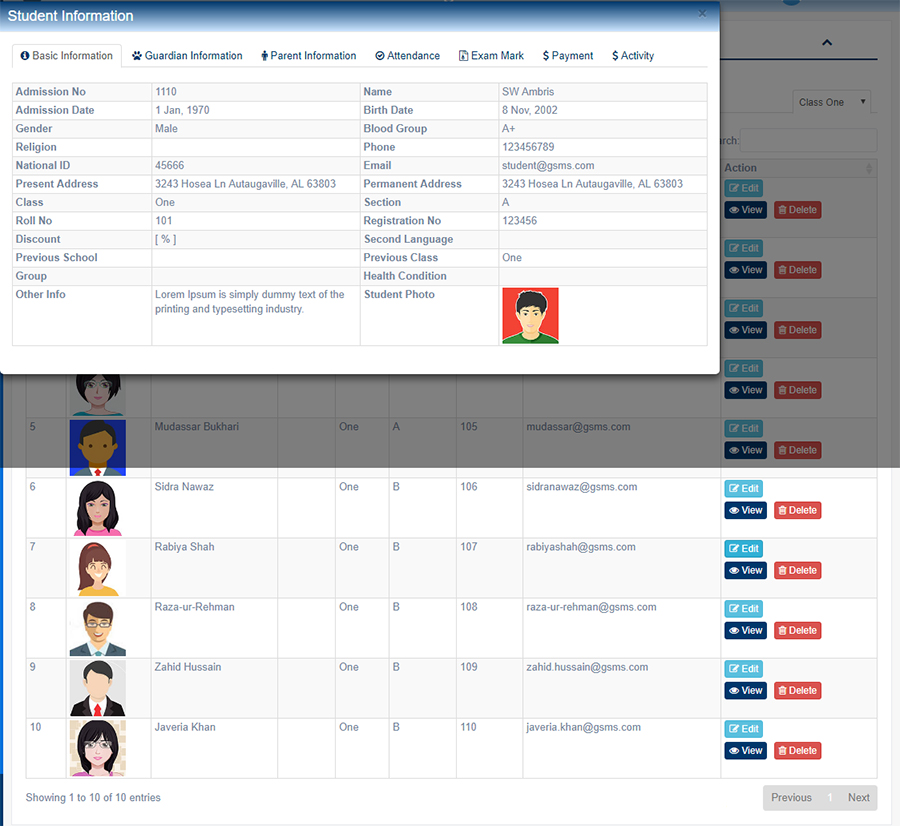 Student Information
×
Basic Information Guardian Information Parent Information Attendance Exam Mark $ Payment $ Activity
Admission No 1110 Name SW Ambris
Admission Date 1 Jan, 1970 Birth Date 8 Nov, 2002
Gender Male Blood Group A+
Religion Phone 123456789
National ID 45666 Email student@gsms.com
Present Address 3243 Hosea Ln Autaugaville, AL 63803 Permanent Address 3243 Hosea Ln Autaugaville, AL 63803
Class One Section A
Roll No 101 Registration No 123456
Discount [ % ] Second Language
Previous School Previous Class One
Group Health Condition
Other Info Lorem Ipsum is simply dummy text of the Student Photo
printing and typesetting industry.
Class One
rch:
Action
Edit
View Delete
Edit
View Delete
Edit
View Delete
Edit
View Delete
5 Mudassar Bukhari One A 105 mudassar@gsms.com Edit
View Delete
6 Sidra Nawaz One B 106 sidranawaz@gsms.com Edit
View Delete
7 Rabiya Shah One B 107 rabiyashah@gsms.com Edit
View Delete
8 Raza-ur-Rehman One B 108 raza-ur-rehman@gsms.com Edit
View Delete
9 Zahid Hussain One B 109 zahid.hussain@gsms.com Edit
View Delete
10 Javeria Khan One B 110 javeria.khan@gsms.com Edit
View Delete
Showing 1 to 10 of 10 entries
Previous 1 Next